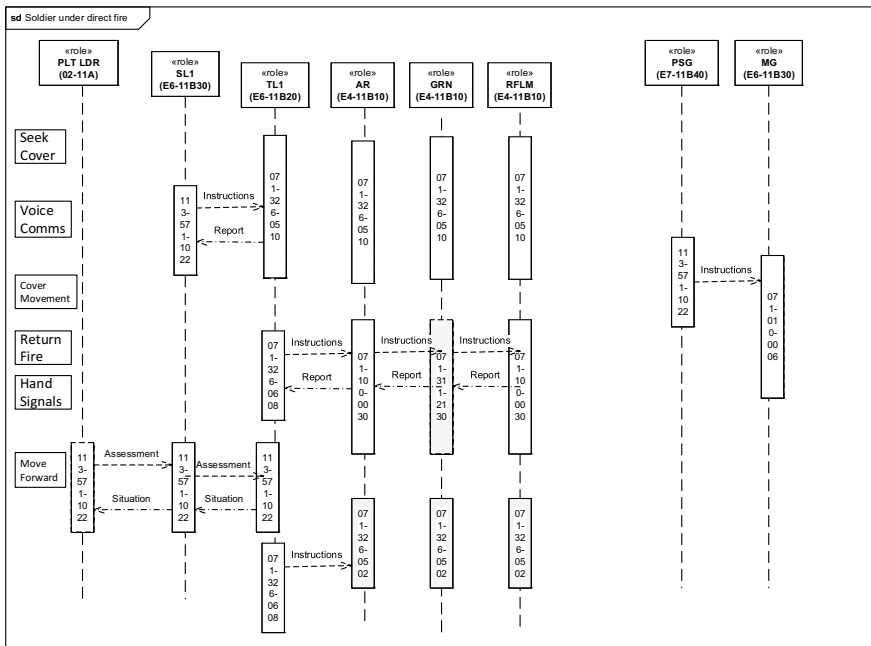 sd Soldier under direct fire
«role»
PLT LDR
(02-11A)
«role»
SL1
(E6-11B30)
«role»
TL1
(E6-11B20)
«role»
AR
(E4-11B10)
«role»
GRN
(E4-11B10)
«role»
RFLM
(E4-11B10)
«role»
PSG
(E7-11B40)
«role»
MG
(E6-11B30)
Seek
Cover
Voice
Comms
Cover
Movement
Return
Fire
Hand
Signals
Move
Forward
11
3-
57
1-
10
22
Instructions
Report
07
1-
32
6-
05
10
07
1-
32
6-
05
10
07
1-
32
6-
05
10
07
1-
32
6-
05
10
11
3-
57
1-
10
22
Instructions
07
1-
01
0-
00
06
07
1-
32
6-
06
08
Instructions
Report
07
1-
10
0-
00
30
Instructions
Report
07
1-
31
1-
21
30
Instructions
Report
07
1-
10
0-
00
30
11
3-
57
1-
10
22
Assessment
Situation
11
3-
57
1-
10
22
Assessment
Situation
11
3-
57
1-
10
22
07
1-
32
6-
06
08
Instructions
07
1-
32
6-
05
02
07
1-
32
6-
05
02
07
1-
32
6-
05
02